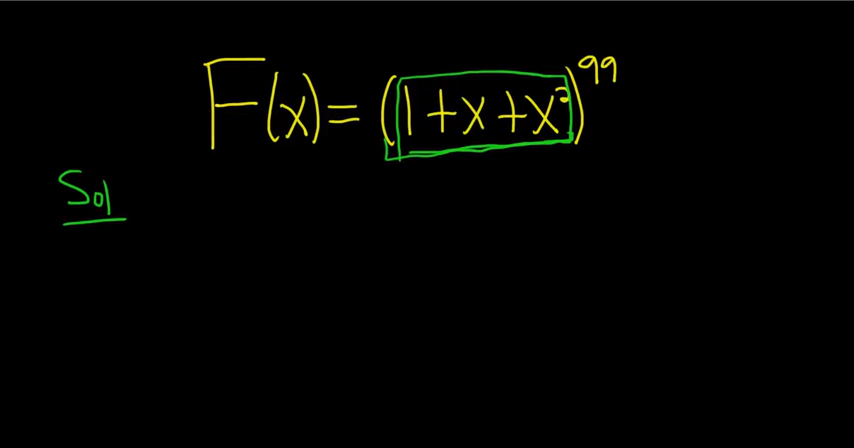 F(x) = (1 + x + x²)⁹⁹
Sol